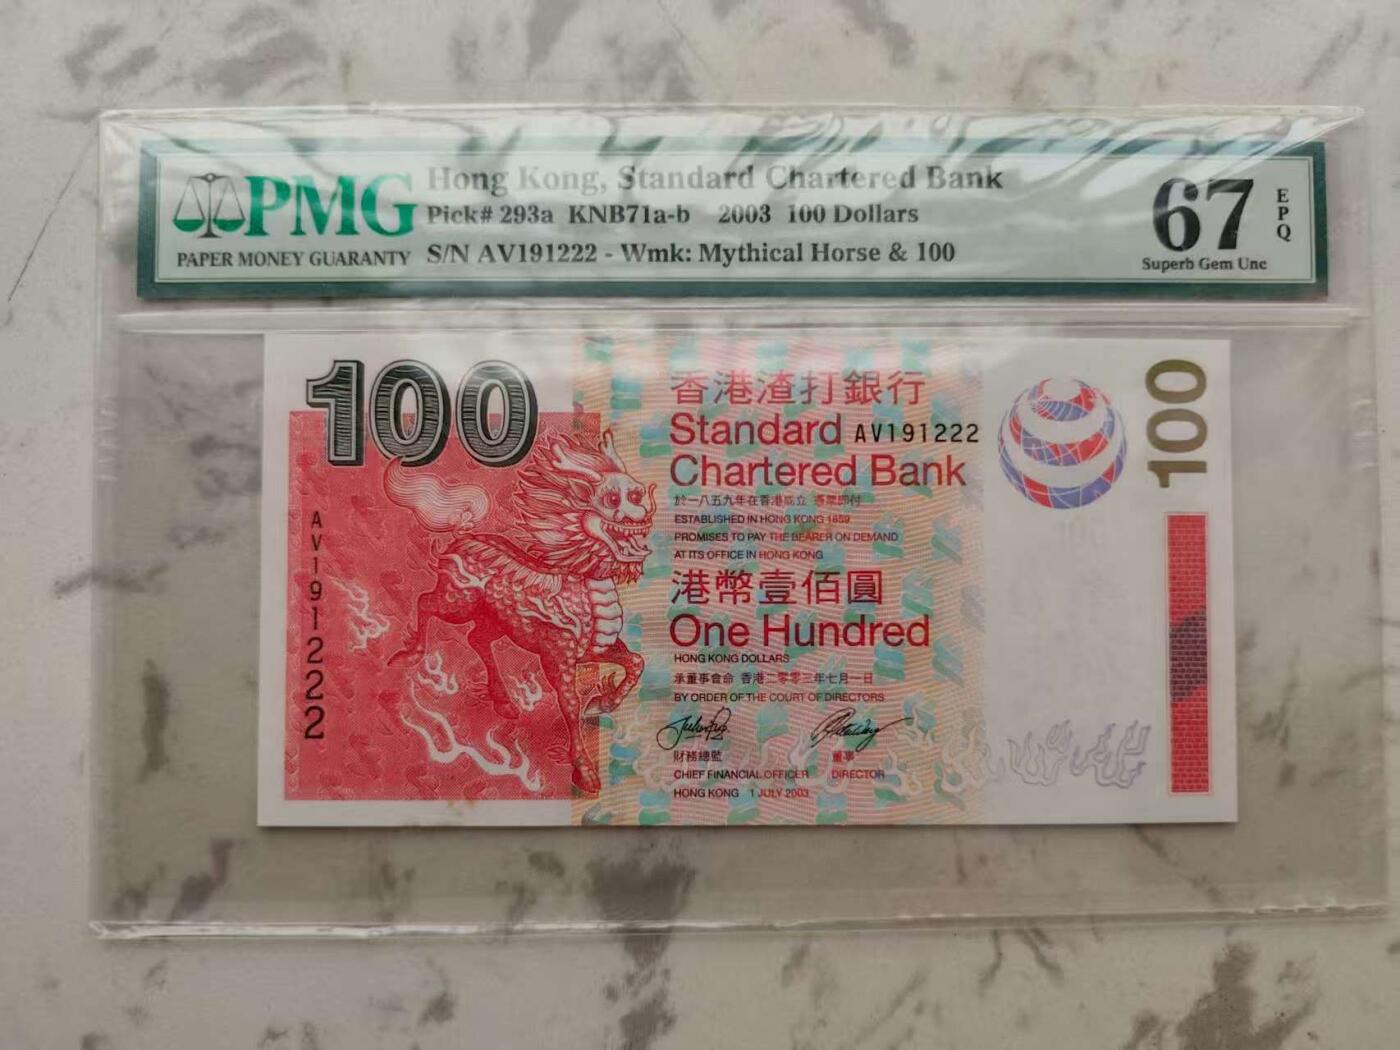 PMG
PAPER MONEY GUARANTY
Hong Kong, Standard Chartered Bank
Pick# 293a KNB71a-b 2003 100 Dollars
S/N AV191222 - Wmk: Mythical Horse & 100
67
EPQ
Superb Gem Unc
100
香港渣打銀行
Standard
AV191222
Chartered Bank
於一八五九年在香港成立 憑票即付
ESTABLISHED IN HONG KONG 1859
PROMISES TO PAY THE BEARER ON DEMAND
AT ITS OFFICE IN HONG KONG
港幣壹佰圓
One Hundred
HONG KONG DOLLARS
承董事會命 香港二零零三年七月一日
BY ORDER OF THE COURT OF DIRECTORS
財務總監 董事
CHIEF FINANCIAL OFFICER DIRECTOR
HONG KONG 1 JULY 2003
AV191222
100